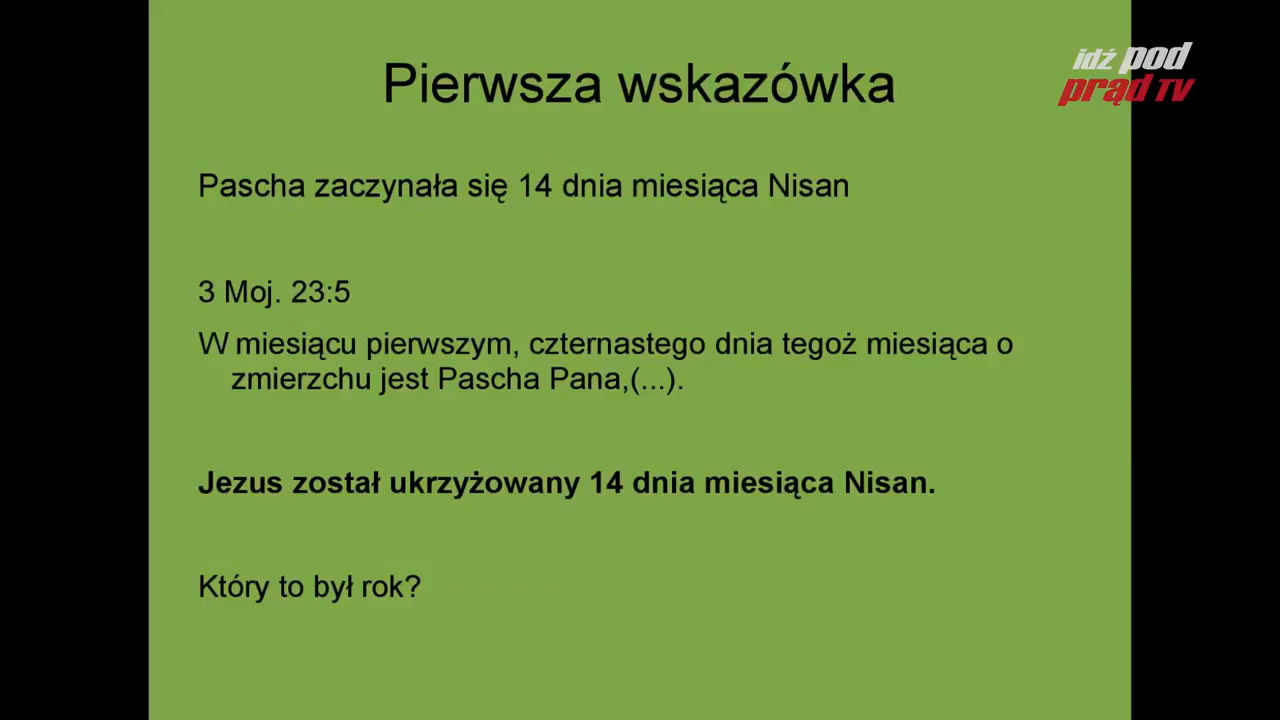 Pierwsza wskazówka
idź pod
prąd TV
Pascha zaczynała się 14 dnia miesiąca Nisan
3 Moj. 23:5
W miesiącu pierwszym, czternastego dnia tegoż miesiąca o
zmierzchu jest Pascha Pana,(...).
Jezus został ukrzyżowany 14 dnia miesiąca Nisan.
Który to był rok?